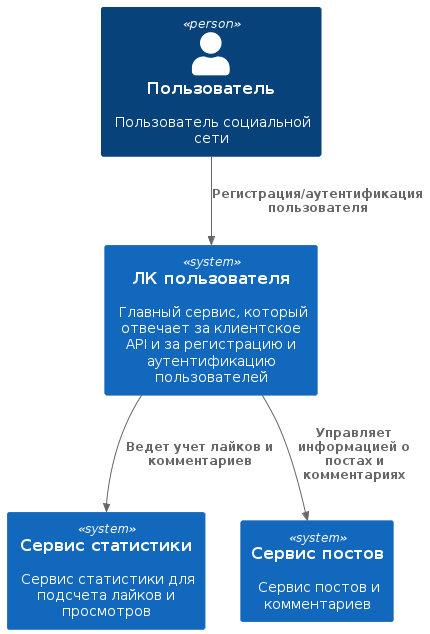 «person»
Пользователь
Пользователь социальной
сети
Регистрация/аутентификация
пользователя
«system»
ЛК пользователя
Главный сервис, который
отвечает за клиентское
API и за регистрацию и
аутентификацию
пользователей
Ведет учет лайков и
комментариев
Управляет
информацией о
постах и
комментариях
«system»
Сервис статистики
Сервис статистики для
подсчета лайков и
просмотров
«system»
Сервис постов
Сервис постов и
комментариев